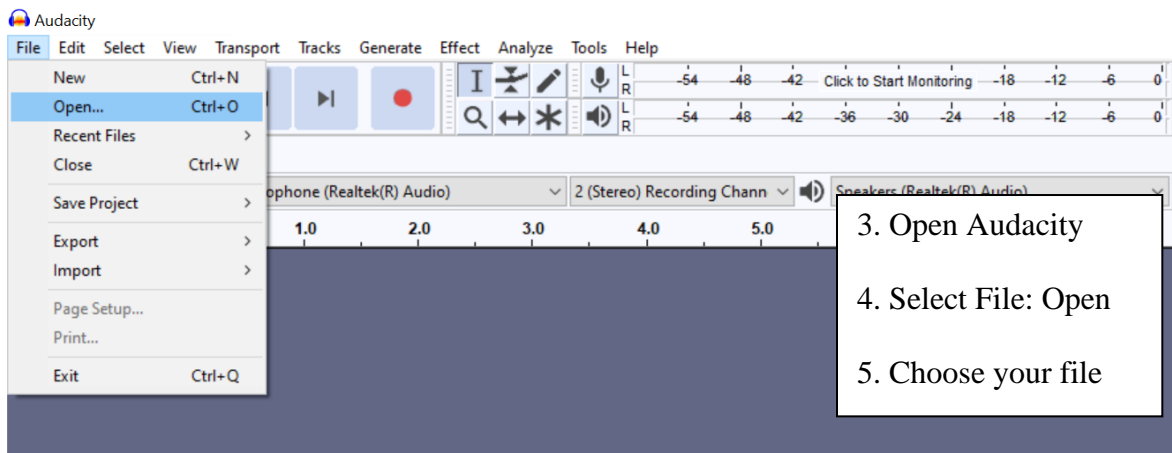 Audacity
File Edit Select View Transport Tracks Generate Effect Analyze Tools Help
New Ctrl+N
Open... Ctrl+O
Recent Files >
Close Ctrl+W
Save Project >
Export >
Import >
Page Setup...
Print...
Exit Ctrl+Q
L R -54 -48 -42 Click to Start Monitoring -18 -12 -6 0
L R -54 -48 -42 -36 -30 -24 -18 -12 -6 0
ophone (Realtek(R) Audio) 2 (Stereo) Recording Chann Speakers (Realtek(R) Audio)
1.0 2.0 3.0 4.0 5.0
3. Open Audacity
4. Select File: Open
5. Choose your file